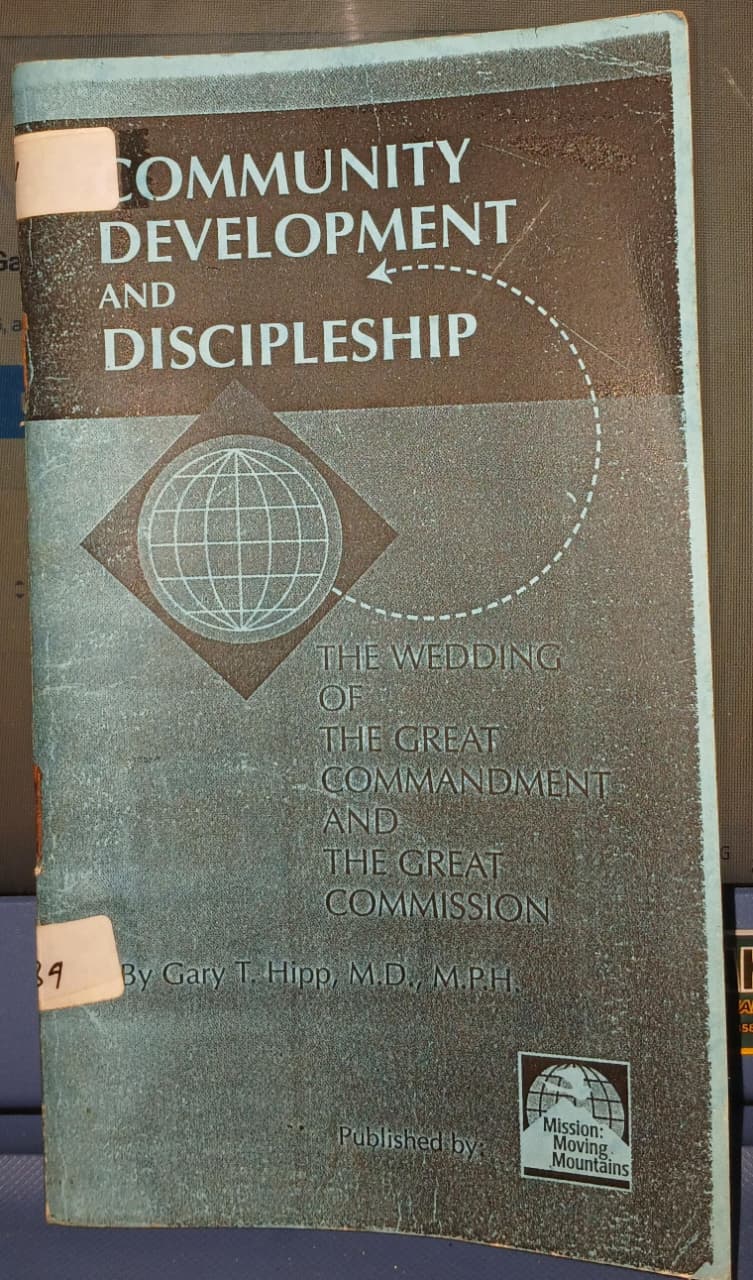 COMMUNITY
DEVELOPMENT
AND
DISCIPLESHIP
THE WEDDING
OF
THE GREAT
COMMANDMENT
AND
THE GREAT
COMMISSION
39
By Gary T. Hipp, M.D., M.P.H.
Published by:
Mission:
Moving
Mountains